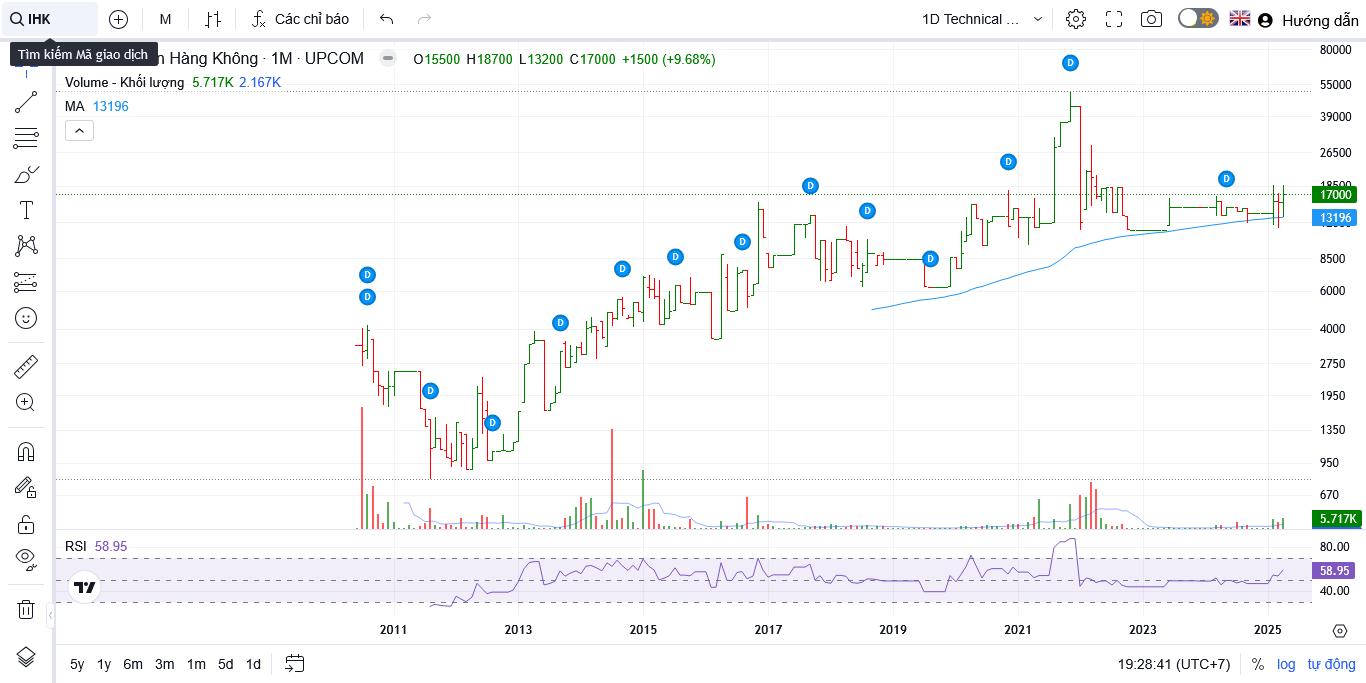 IHK
M
Các chỉ báo
1D Technical ...
Hướng dẫn
Tìm kiếm Mã giao dịch
n Hàng Không · 1M · UPCOM
O15500 H18700 L13200 C17000 +1500 (+9.68%)
Volume - Khối lượng 5.717K 2.167K
MA 13196
D
D
D
D
D
D
D
D
D
D
D
D
D
D
80000
55000
39000
26500
18500
17000
13196
8500
6000
4000
2750
1950
1350
950
670
5.717K
RSI 58.95
80.00
58.95
40.00
2011 2013 2015 2017 2019 2021 2023 2025
5y 1y 6m 3m 1m 5d 1d
19:28:41 (UTC+7) % log tự động